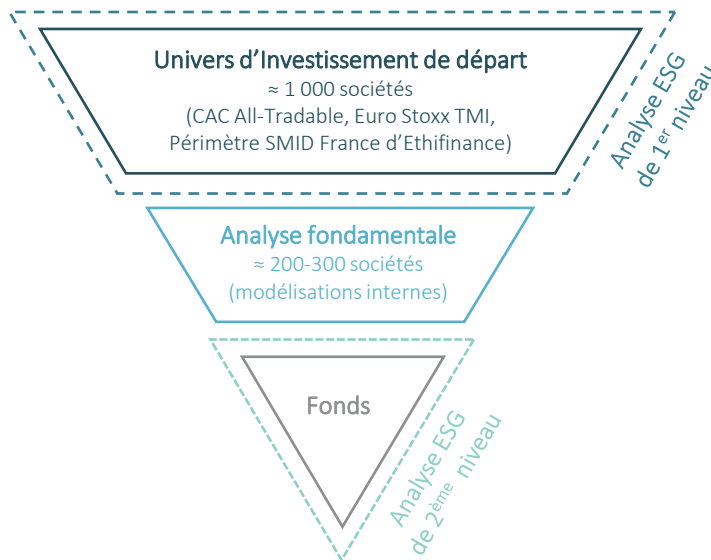 Univers d’Investissement de départ
≈ 1 000 sociétés
(CAC All-Tradable, Euro Stoxx TMI,
Périmètre SMID France d’Ethifinance)
Analyse ESG
de 1er niveau
Analyse fondamentale
≈ 200-300 sociétés
(modélisations internes)
Fonds
Analyse ESG
de 2ème niveau